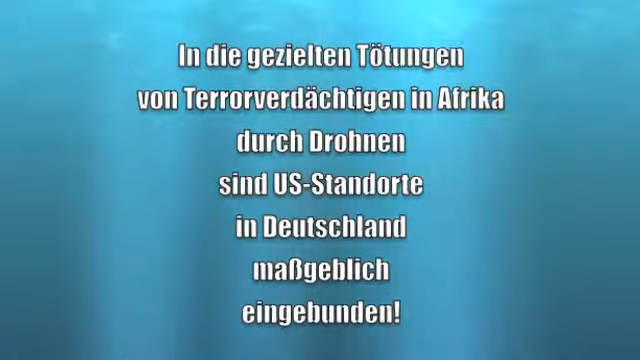 In die gezielten Tötungen
von Terrorverdächtigen in Afrika
durch Drohnen
sind US-Standorte
in Deutschland
maßgeblich
eingebunden!